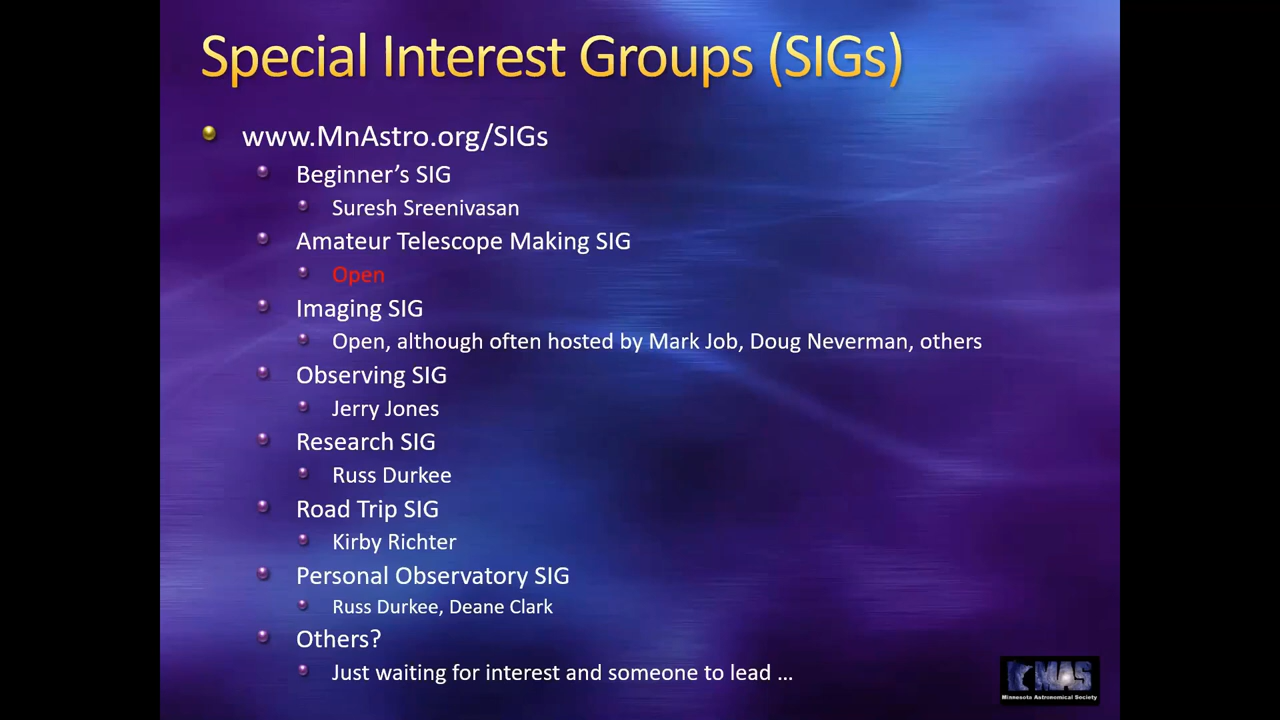 Special Interest Groups (SIGs)
www.MnAstro.org/SIGs
Beginner’s SIG
Suresh Sreenivasan
Amateur Telescope Making SIG
Open
Imaging SIG
Open, although often hosted by Mark Job, Doug Neverman, others
Observing SIG
Jerry Jones
Research SIG
Russ Durkee
Road Trip SIG
Kirby Richter
Personal Observatory SIG
Russ Durkee, Deane Clark
Others?
Just waiting for interest and someone to lead …
MAS
Minnesota Astronomical Society